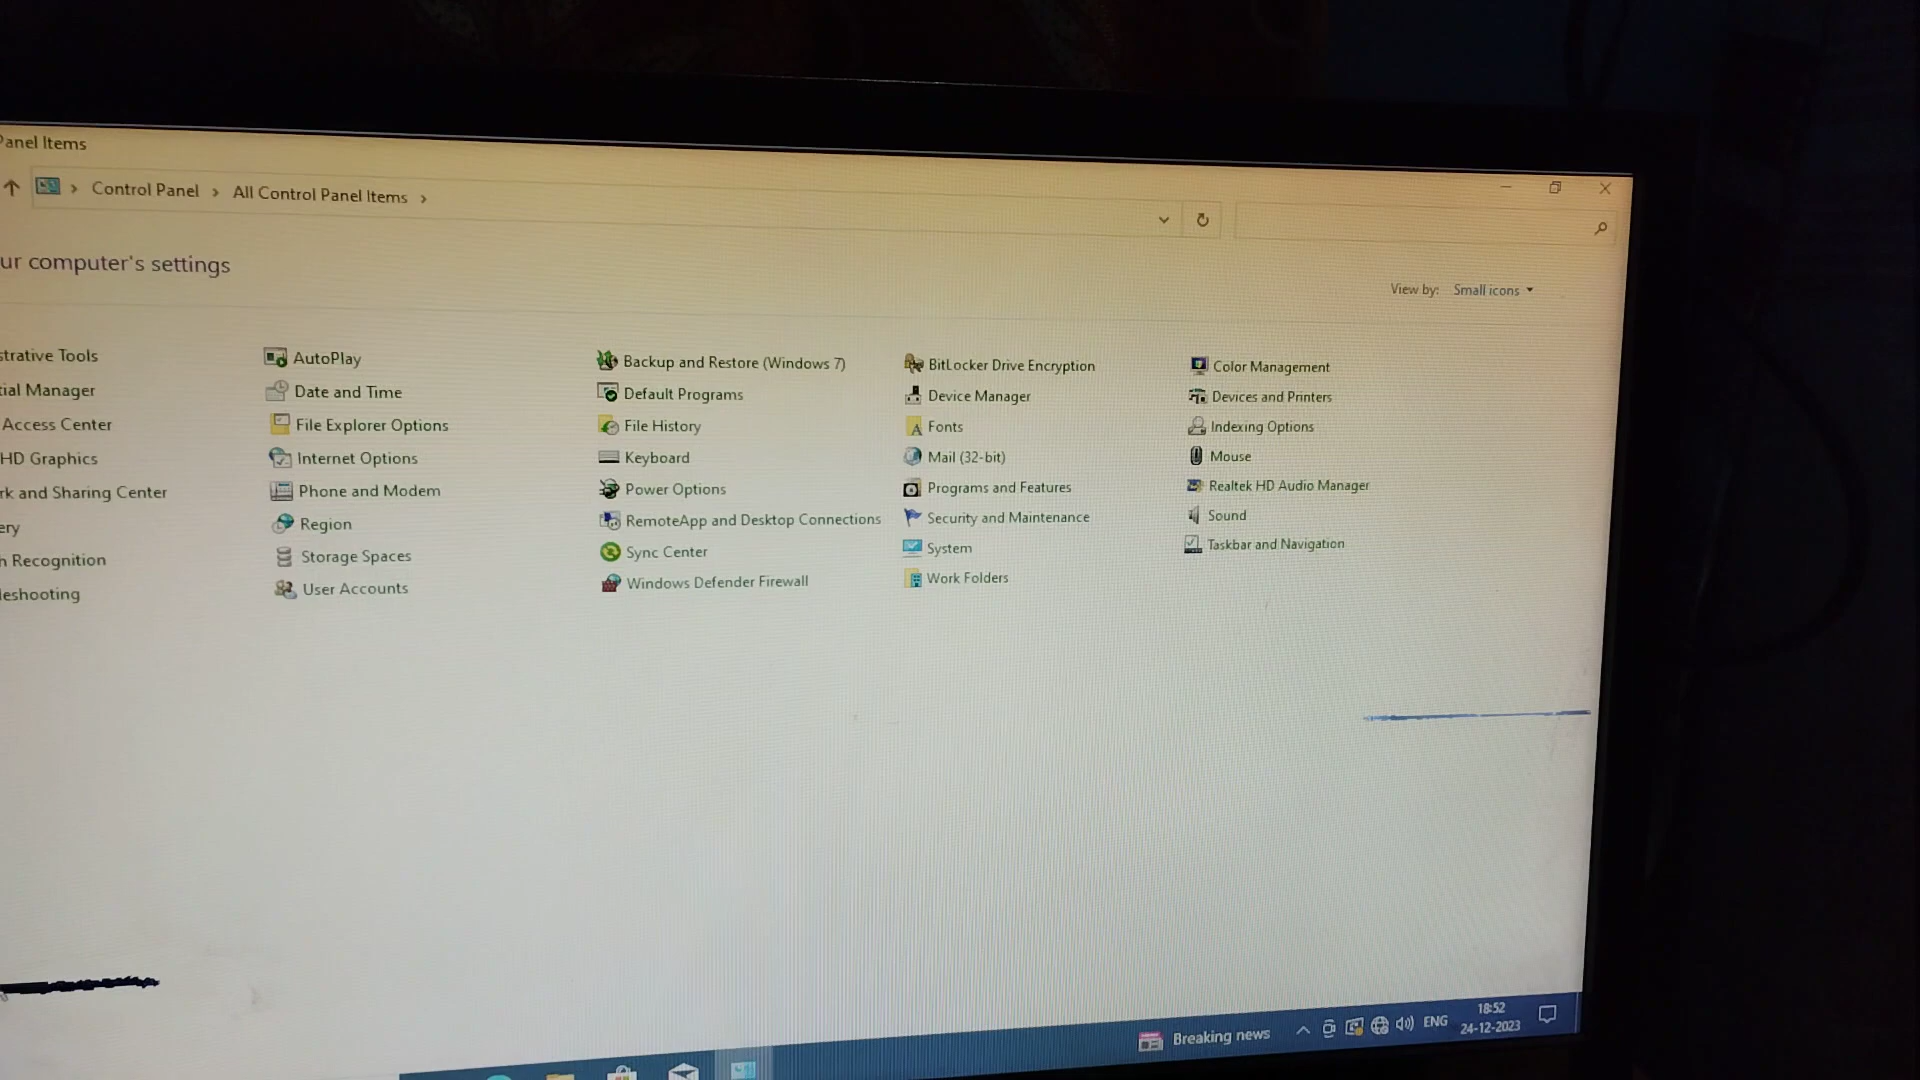 Panel Items
Control Panel > All Control Panel Items >
ur computer's settings
View by: Small icons
strative Tools
AutoPlay
Backup and Restore (Windows 7)
BitLocker Drive Encryption
Color Management
tial Manager
Date and Time
Default Programs
Device Manager
Devices and Printers
Access Center
File Explorer Options
File History
Fonts
Indexing Options
HD Graphics
Internet Options
Keyboard
Mail (32-bit)
Mouse
rk and Sharing Center
Phone and Modem
Power Options
Programs and Features
Realtek HD Audio Manager
ery
Region
RemoteApp and Desktop Connections
Security and Maintenance
Sound
h Recognition
Storage Spaces
Sync Center
System
Taskbar and Navigation
leshooting
User Accounts
Windows Defender Firewall
Work Folders
Breaking news
ENG
18:52
24-12-2023